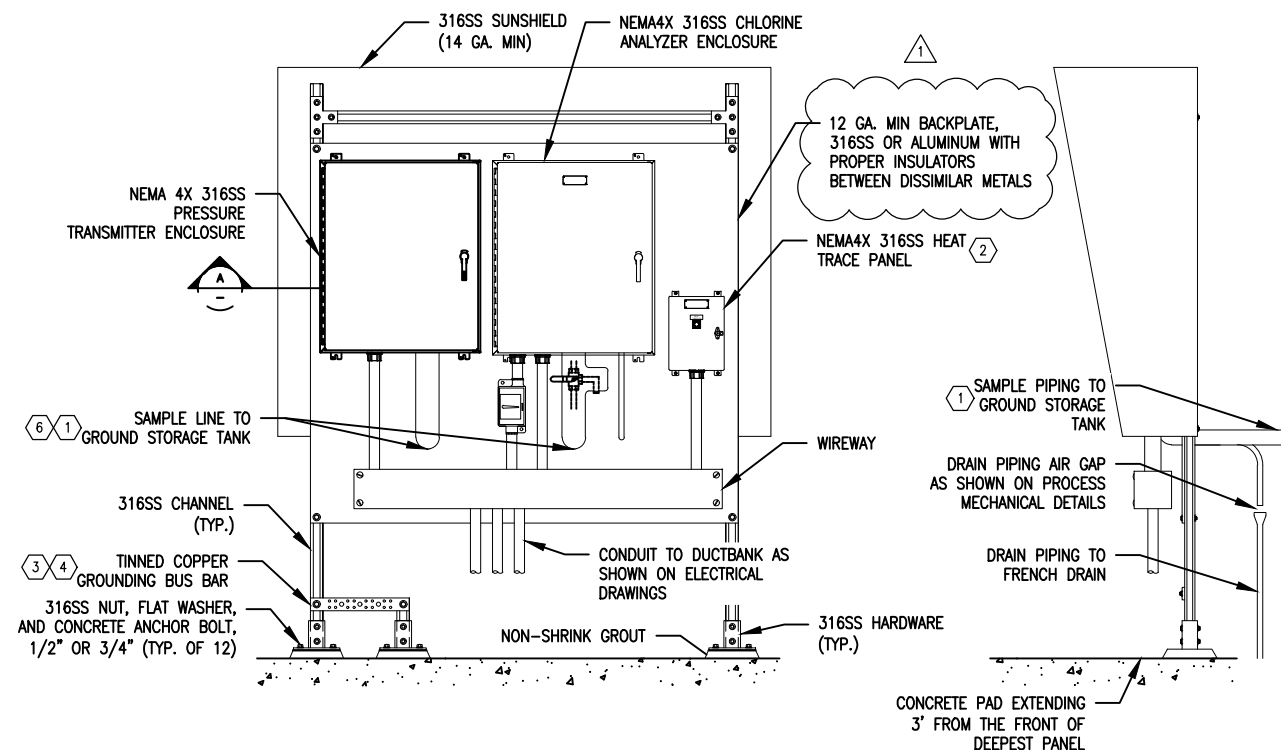 316SS SUNSHIELD
(14 GA. MIN)
NEMA4X 316SS CHLORINE
ANALYZER ENCLOSURE
1
12 GA. MIN BACKPLATE,
316SS OR ALUMINUM WITH
PROPER INSULATORS
BETWEEN DISSIMILAR METALS
NEMA 4X 316SS
PRESSURE
TRANSMITTER ENCLOSURE
NEMA4X 316SS HEAT
TRACE PANEL
2
A
-
1
SAMPLE PIPING TO
GROUND STORAGE
TANK
6 1
SAMPLE LINE TO
GROUND STORAGE TANK
WIREWAY
DRAIN PIPING AIR GAP
AS SHOWN ON PROCESS
MECHANICAL DETAILS
316SS CHANNEL
(TYP.)
3 4
TINNED COPPER
GROUNDING BUS BAR
CONDUIT TO DUCTBANK AS
SHOWN ON ELECTRICAL
DRAWINGS
DRAIN PIPING TO
FRENCH DRAIN
316SS NUT, FLAT WASHER,
AND CONCRETE ANCHOR BOLT,
1/2" OR 3/4" (TYP. OF 12)
NON-SHRINK GROUT
316SS HARDWARE
(TYP.)
CONCRETE PAD EXTENDING
3' FROM THE FRONT OF
DEEPEST PANEL